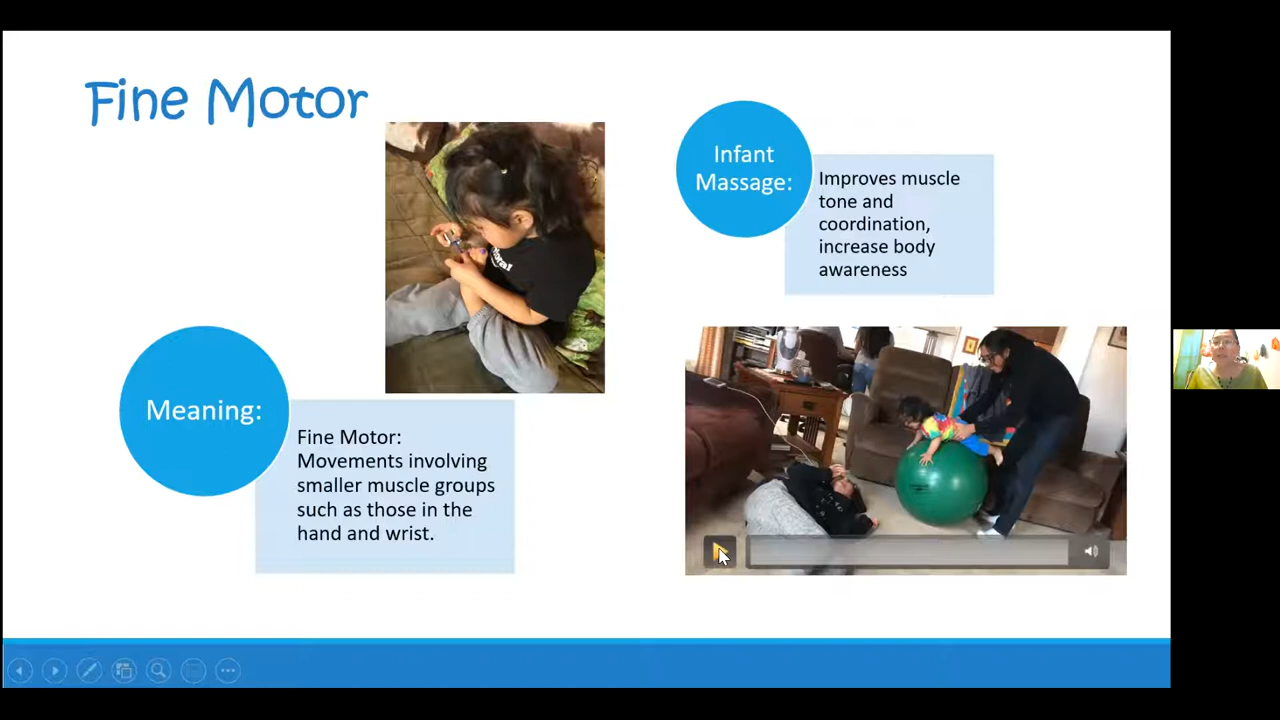 Fine Motor
Meaning:
Fine Motor:
Movements involving
smaller muscle groups
such as those in the
hand and wrist.
Infant
Massage:
Improves muscle
tone and
coordination,
increase body
awareness